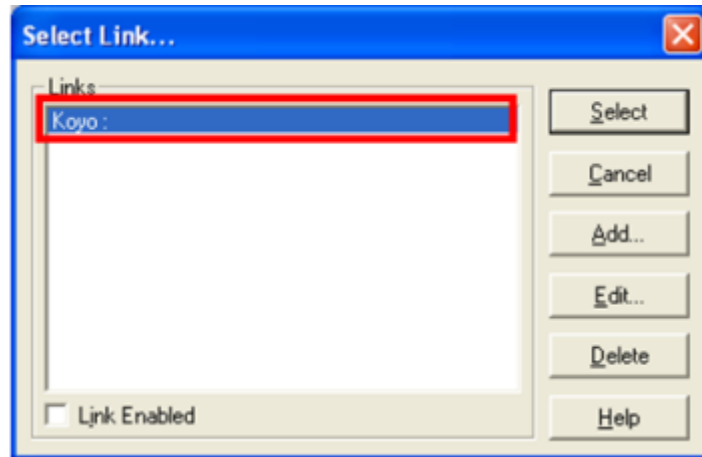 Select Link...
Links
Koyo :
Select
Cancel
Add...
Edit...
Delete
Link Enabled
Help